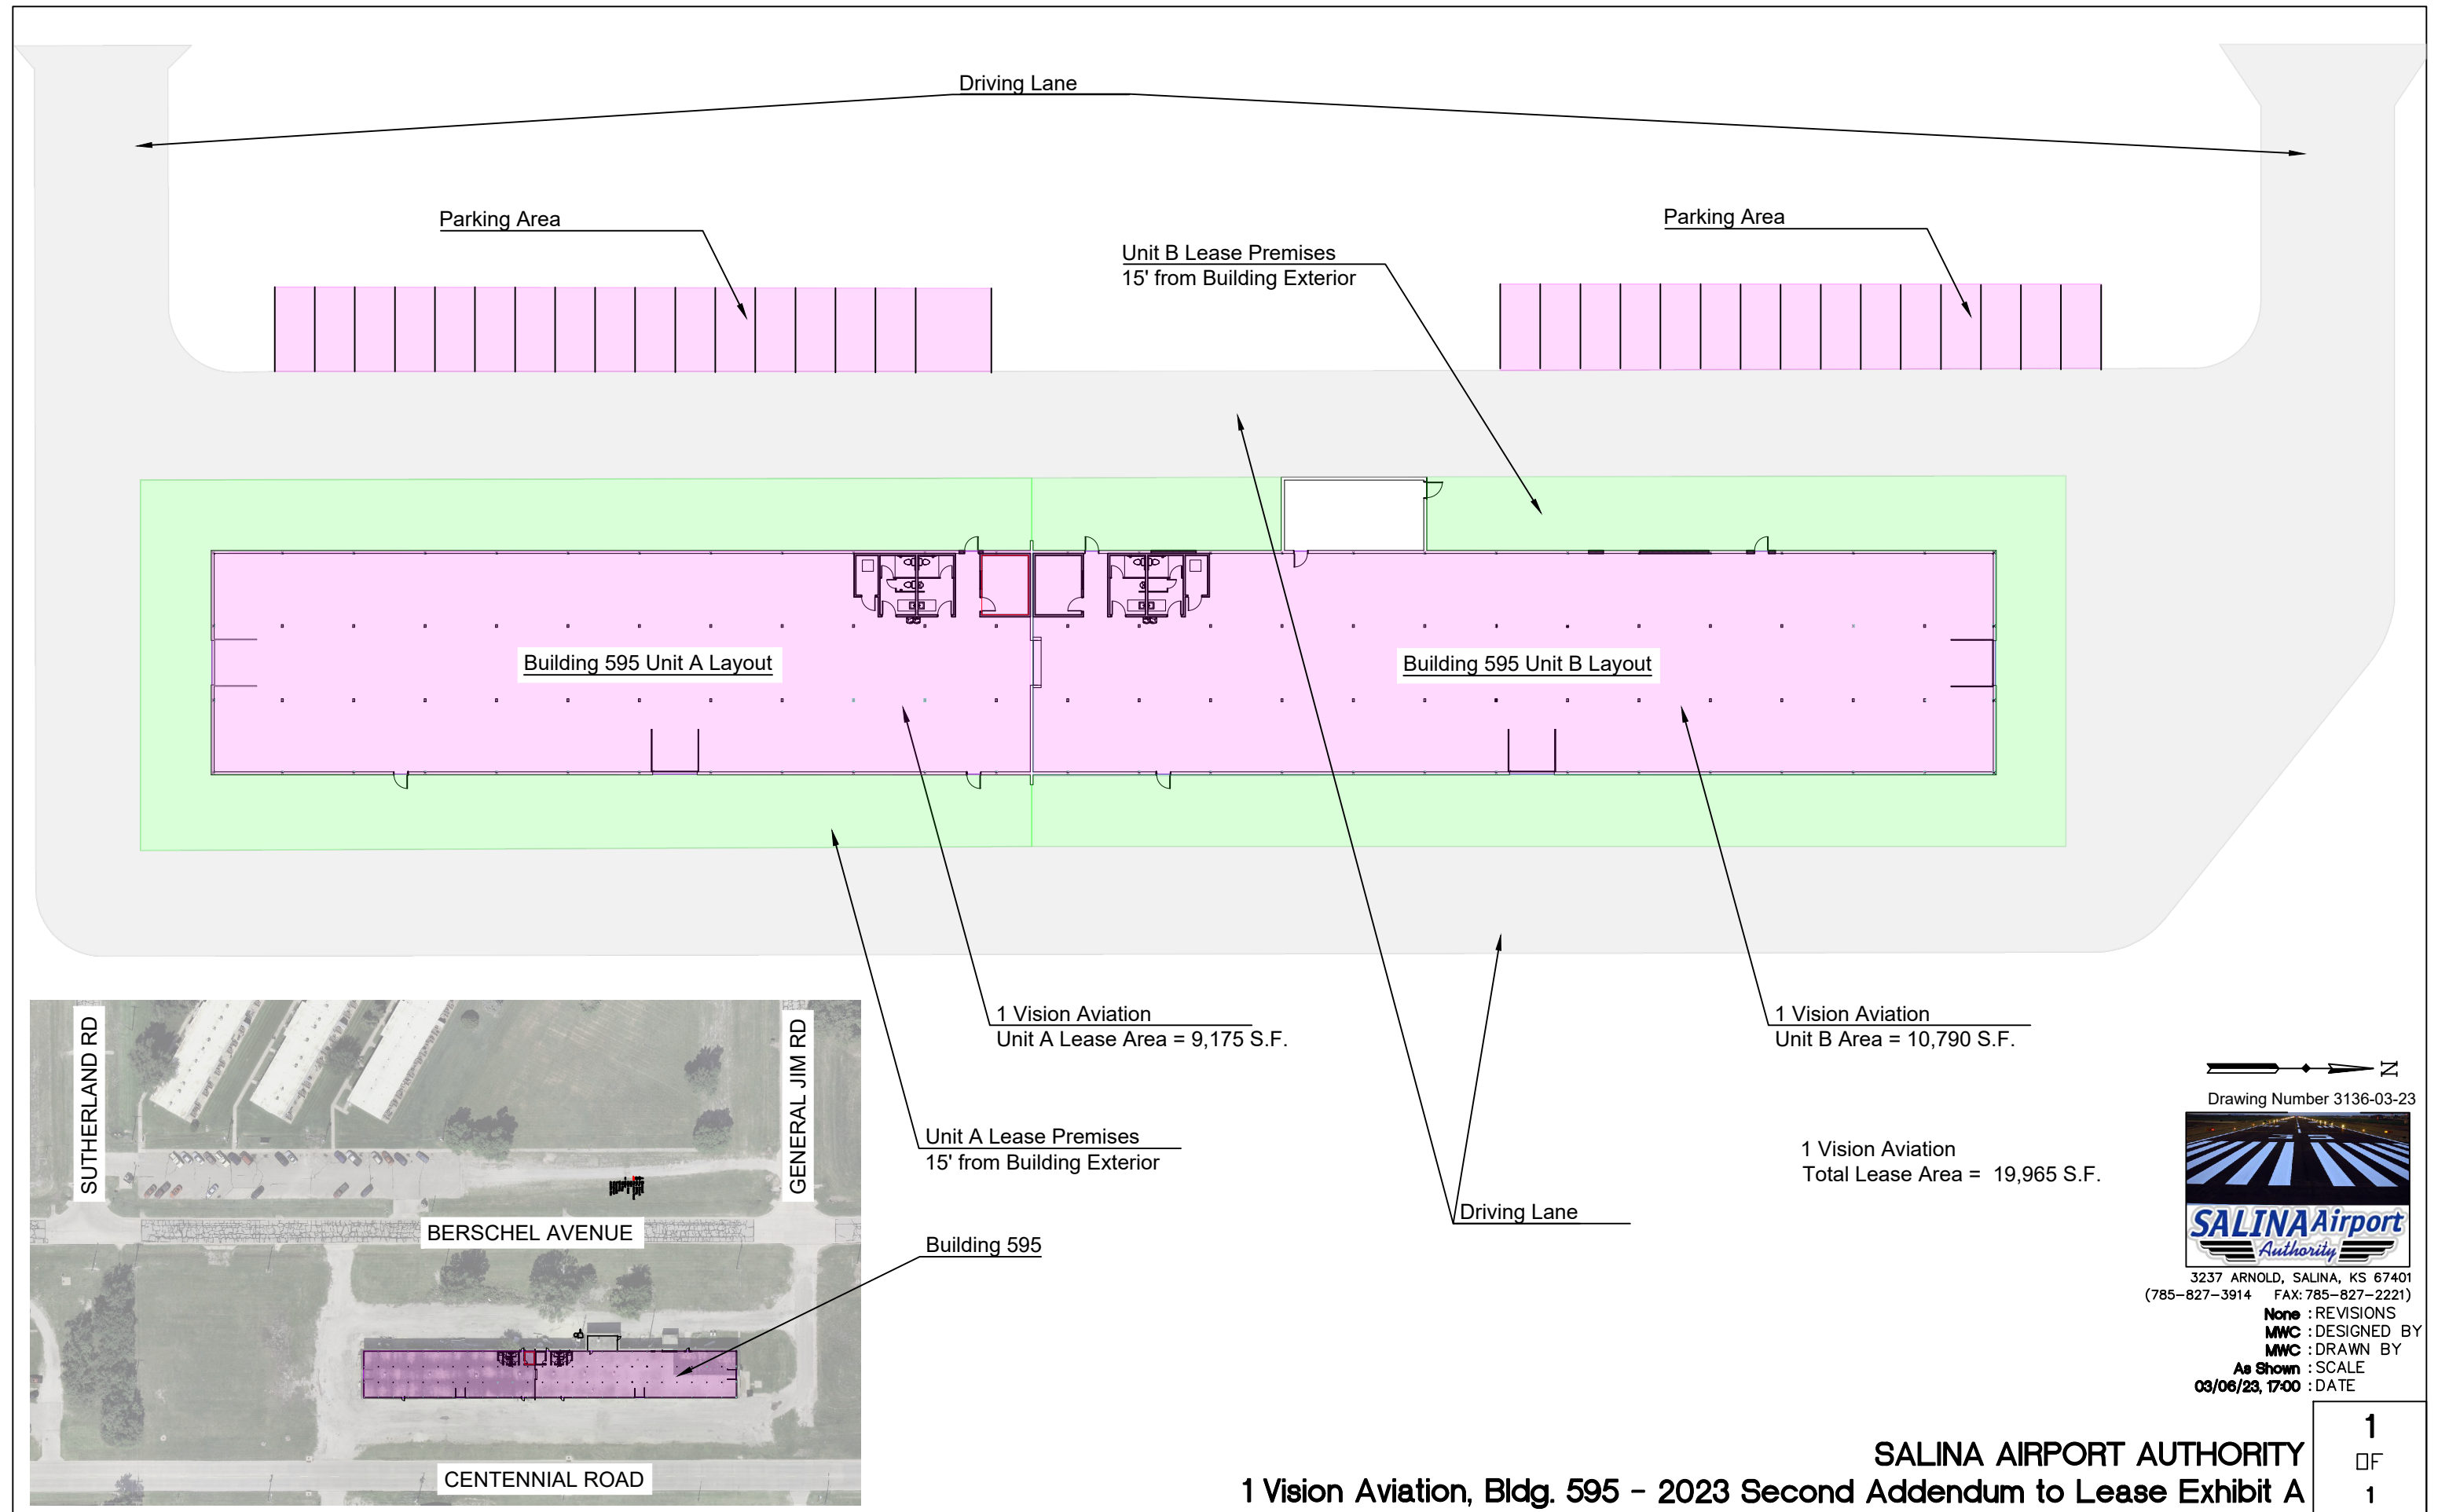 Driving Lane
Parking Area
Parking Area
Unit B Lease Premises
15' from Building Exterior
Building 595 Unit A Layout
Building 595 Unit B Layout
1 Vision Aviation
Unit A Lease Area = 9,175 S.F.
1 Vision Aviation
Unit B Area = 10,790 S.F.
Unit A Lease Premises
15' from Building Exterior
1 Vision Aviation
Total Lease Area = 19,965 S.F.
Driving Lane
Building 595
SUTHERLAND RD
GENERAL JIM RD
BERSCHEL AVENUE
CENTENNIAL ROAD
N
Drawing Number 3136-03-23
SALINA Airport
Authority
3237 ARNOLD, SALINA, KS 67401
(785-827-3914 FAX: 785-827-2221)
None : REVISIONS
MWC : DESIGNED BY
MWC : DRAWN BY
As Shown : SCALE
03/06/23, 17:00 : DATE
SALINA AIRPORT AUTHORITY
1 Vision Aviation, Bldg. 595 - 2023 Second Addendum to Lease Exhibit A
1
OF
1